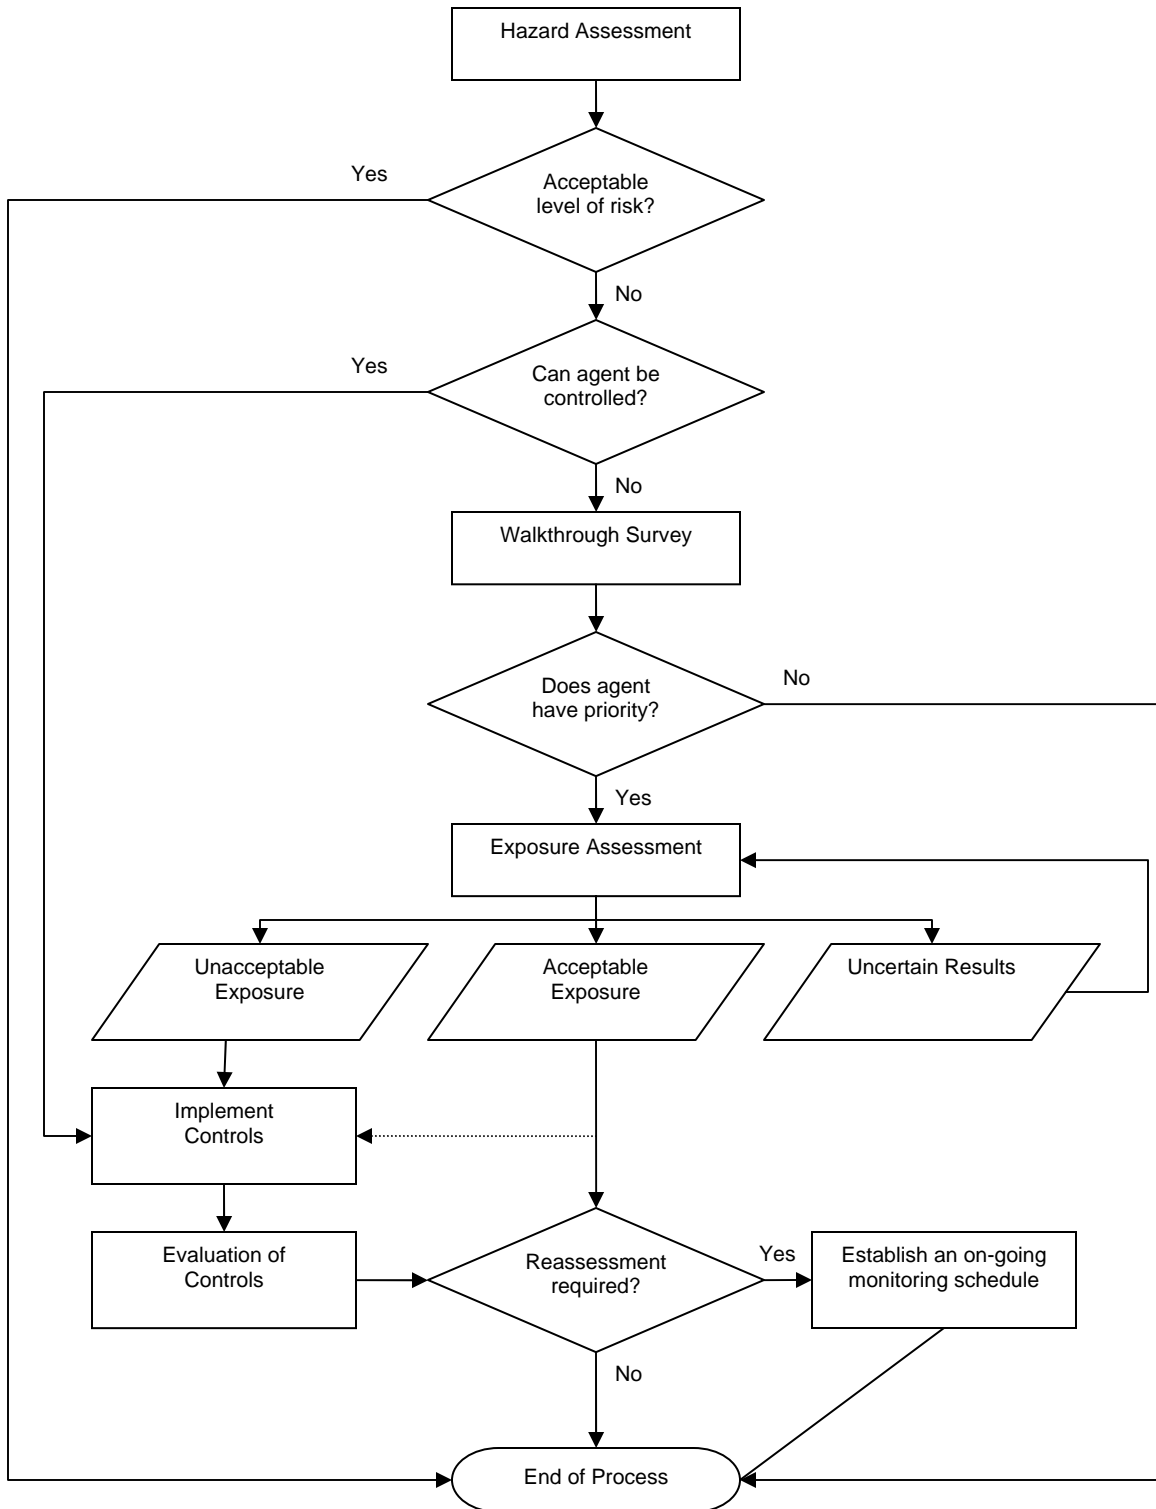 Hazard Assessment
Yes
Acceptable
level of risk?
No
Yes
Can agent be
controlled?
No
Walkthrough Survey
Does agent
have priority?
No
Yes
Exposure Assessment
Unacceptable
Exposure
Acceptable
Exposure
Uncertain Results
Implement
Controls
Evaluation of
Controls
Reassessment
required?
Yes
Establish an on-going
monitoring schedule
No
End of Process